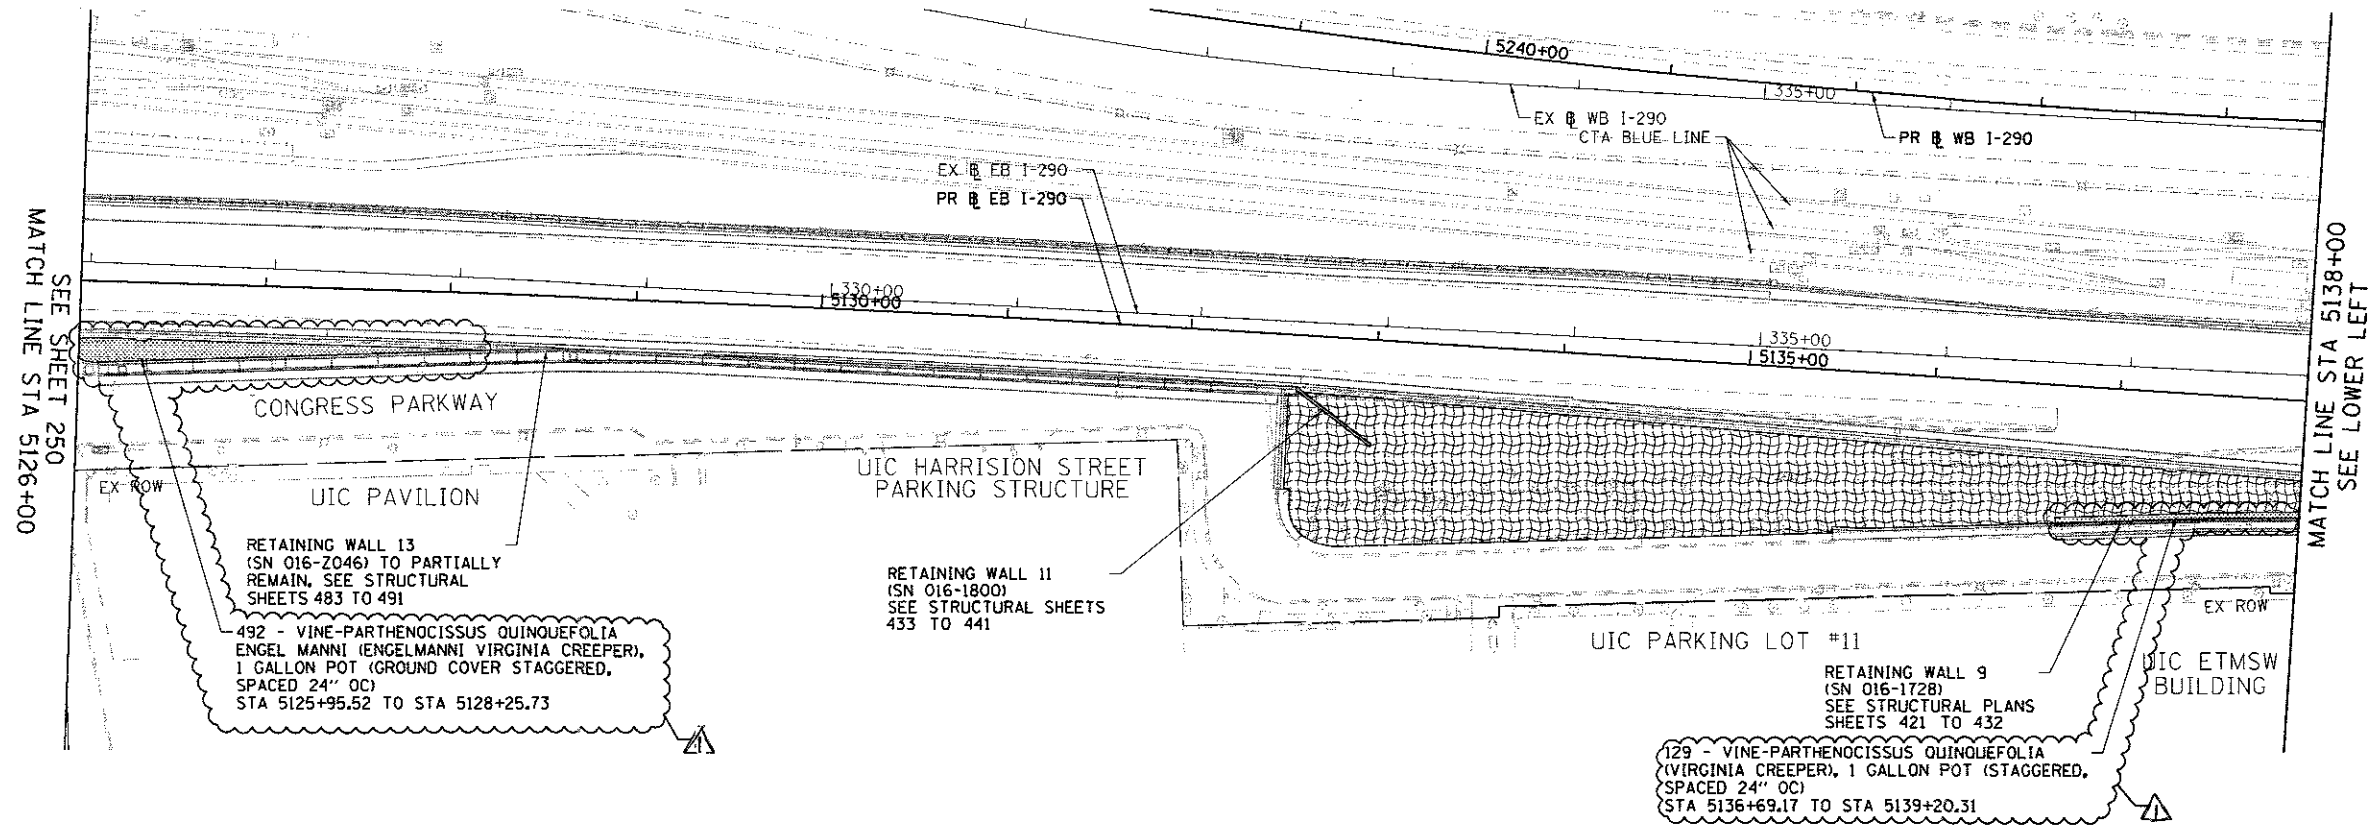 5240+00
335+00
EX ℄ WB I-290
CTA BLUE LINE
PR ℄ WB I-290
EX ℄ EB I-290
PR ℄ EB I-290
330+00
5130+00
335+00
5135+00
SEE SHEET 250
MATCH LINE STA 5126+00
MATCH LINE STA 5138+00
SEE LOWER LEFT
CONGRESS PARKWAY
EX ROW
UIC PAVILION
UIC HARRISION STREET
PARKING STRUCTURE
RETAINING WALL 13
(SN 016-Z046) TO PARTIALLY
REMAIN. SEE STRUCTURAL
SHEETS 483 TO 491
RETAINING WALL 11
(SN 016-1800)
SEE STRUCTURAL SHEETS
433 TO 441
EX ROW
UIC PARKING LOT #11
UIC ETMSW
BUILDING
492 - VINE-PARTHENOCISSUS QUINQUEFOLIA
ENGEL MANNI (ENGELMANNI VIRGINIA CREEPER),
1 GALLON POT (GROUND COVER STAGGERED,
SPACED 24" OC)
STA 5125+95.52 TO STA 5128+25.73
1
RETAINING WALL 9
(SN 016-1728)
SEE STRUCTURAL PLANS
SHEETS 421 TO 432
129 - VINE-PARTHENOCISSUS QUINQUEFOLIA
(VIRGINIA CREEPER), 1 GALLON POT (STAGGERED,
SPACED 24" OC)
STA 5136+69.17 TO STA 5139+20.31
1